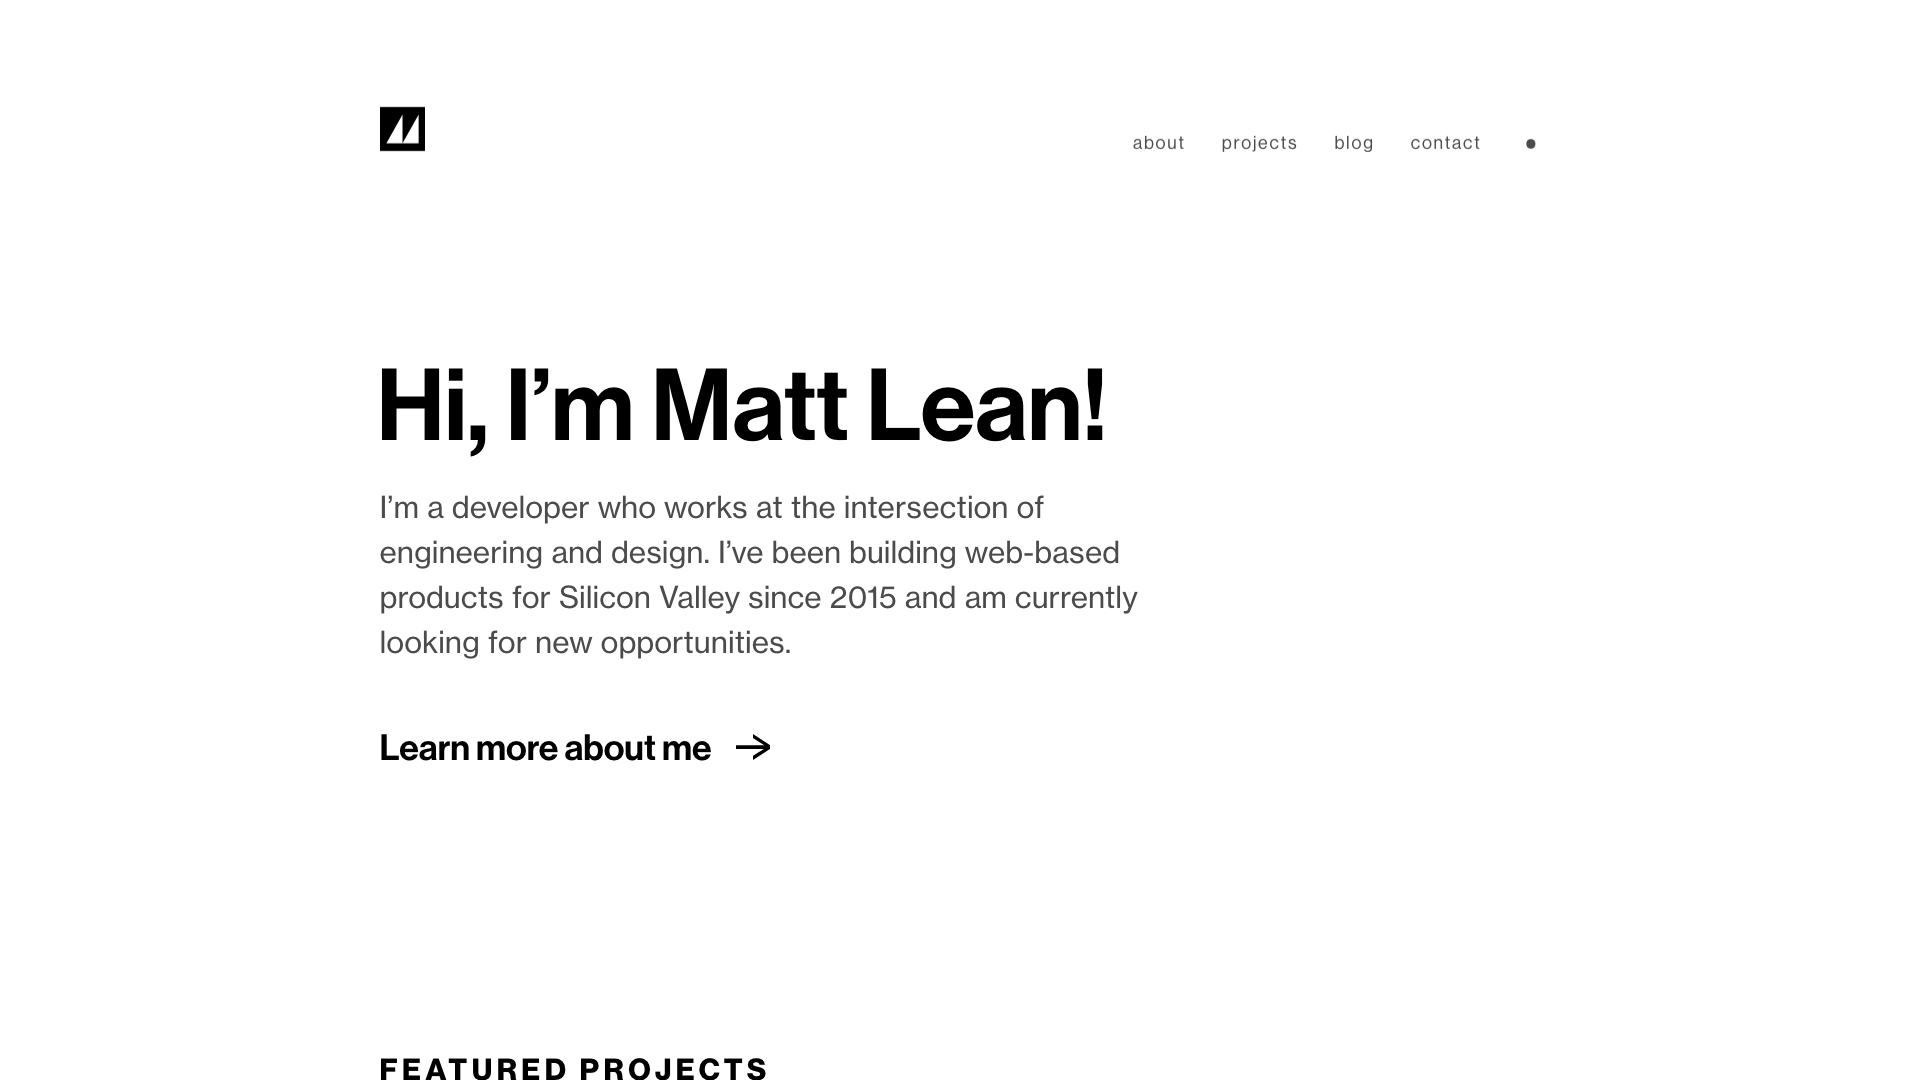 about projects blog contact
Hi, I’m Matt Lean!
I’m a developer who works at the intersection of
engineering and design. I’ve been building web-based
products for Silicon Valley since 2015 and am currently
looking for new opportunities.
Learn more about me
FEATURED PROJECTS